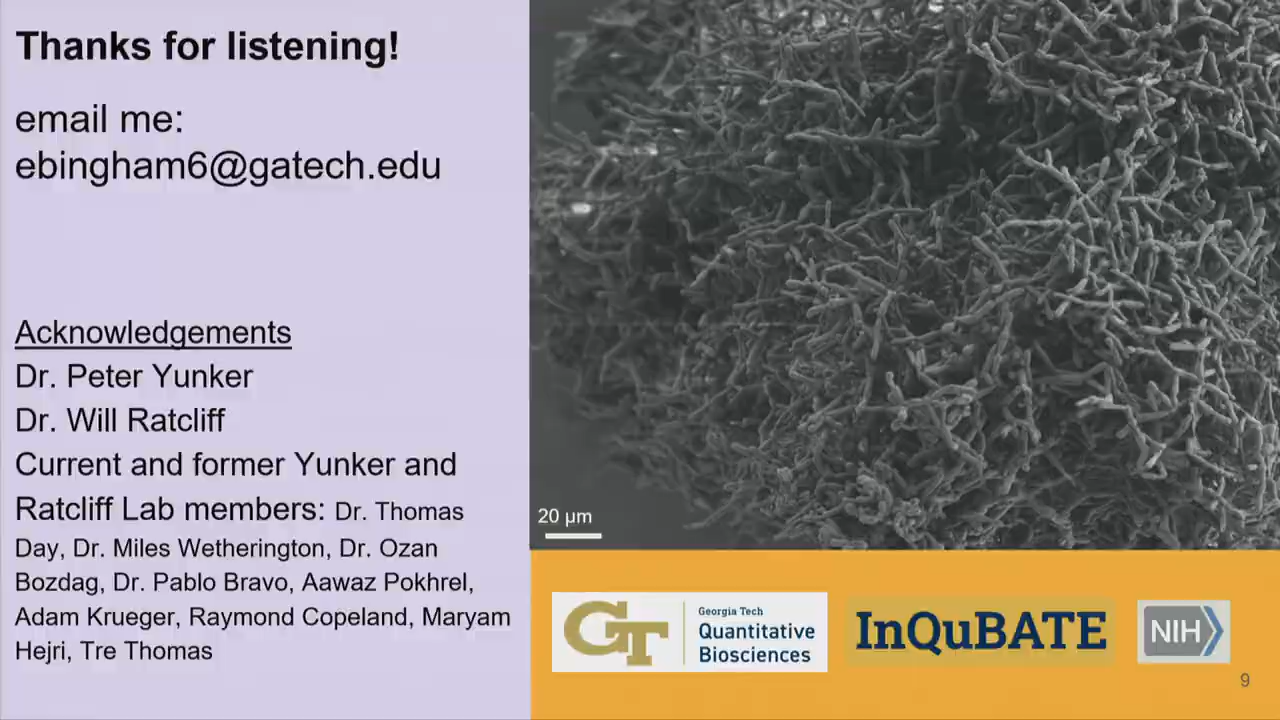 Thanks for listening!
email me:
ebingham6@gatech.edu
Acknowledgements
Dr. Peter Yunker
Dr. Will Ratcliff
Current and former Yunker and
Ratcliff Lab members: Dr. Thomas
Day, Dr. Miles Wetherington, Dr. Ozan
Bozdag, Dr. Pablo Bravo, Aawaz Pokhrel,
Adam Krueger, Raymond Copeland, Maryam
Hejri, Tre Thomas
20 µm
GT
Georgia Tech
Quantitative
Biosciences
InQuBATE
NIH
9